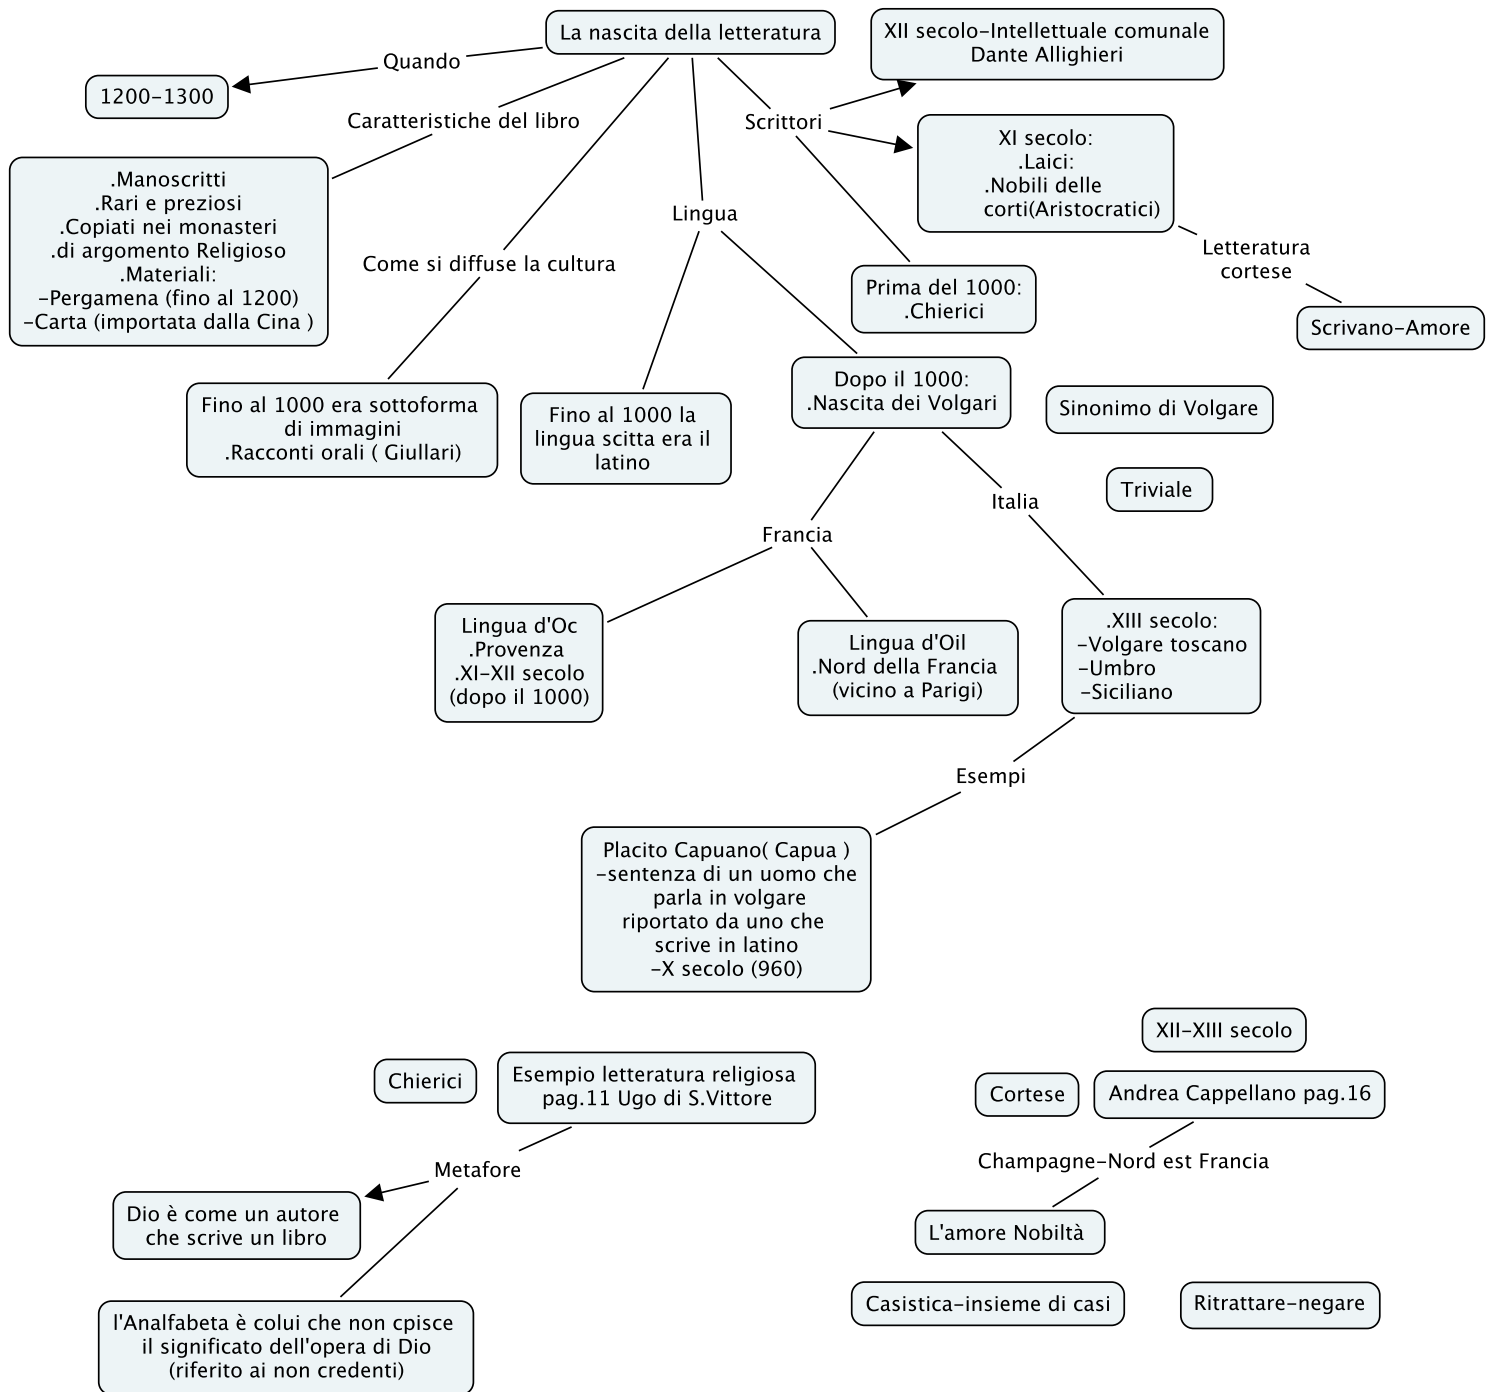 La nascita della letteratura
XII secolo-Intellettuale comunale
Dante Allighieri
Quando
1200-1300
Caratteristiche del libro
Scrittori
XI secolo:
.Laici:
.Nobili delle
corti(Aristocratici)
.Manoscritti
.Rari e preziosi
.Copiati nei monasteri
.di argomento Religioso
.Materiali:
-Pergamena (fino al 1200)
-Carta (importata dalla Cina )
Lingua
Letteratura
cortese
Come si diffuse la cultura
Prima del 1000:
.Chierici
Scrivano-Amore
Fino al 1000 era sottoforma
di immagini
.Racconti orali ( Giullari)
Fino al 1000 la
lingua scitta era il
latino
Dopo il 1000:
.Nascita dei Volgari
Sinonimo di Volgare
Triviale
Italia
Francia
Lingua d'Oc
.Provenza
.XI-XII secolo
(dopo il 1000)
Lingua d'Oil
.Nord della Francia
(vicino a Parigi)
.XIII secolo:
-Volgare toscano
-Umbro
-Siciliano
Esempi
Placito Capuano( Capua )
-sentenza di un uomo che
parla in volgare
riportato da uno che
scrive in latino
-X secolo (960)
XII-XIII secolo
Chierici
Esempio letteratura religiosa
pag.11 Ugo di S.Vittore
Cortese
Andrea Cappellano pag.16
Metafore
Champagne-Nord est Francia
Dio è come un autore
che scrive un libro
L'amore Nobiltà
Casistica-insieme di casi
Ritrattare-negare
l'Analfabeta è colui che non cpisce
il significato dell'opera di Dio
(riferito ai non credenti)